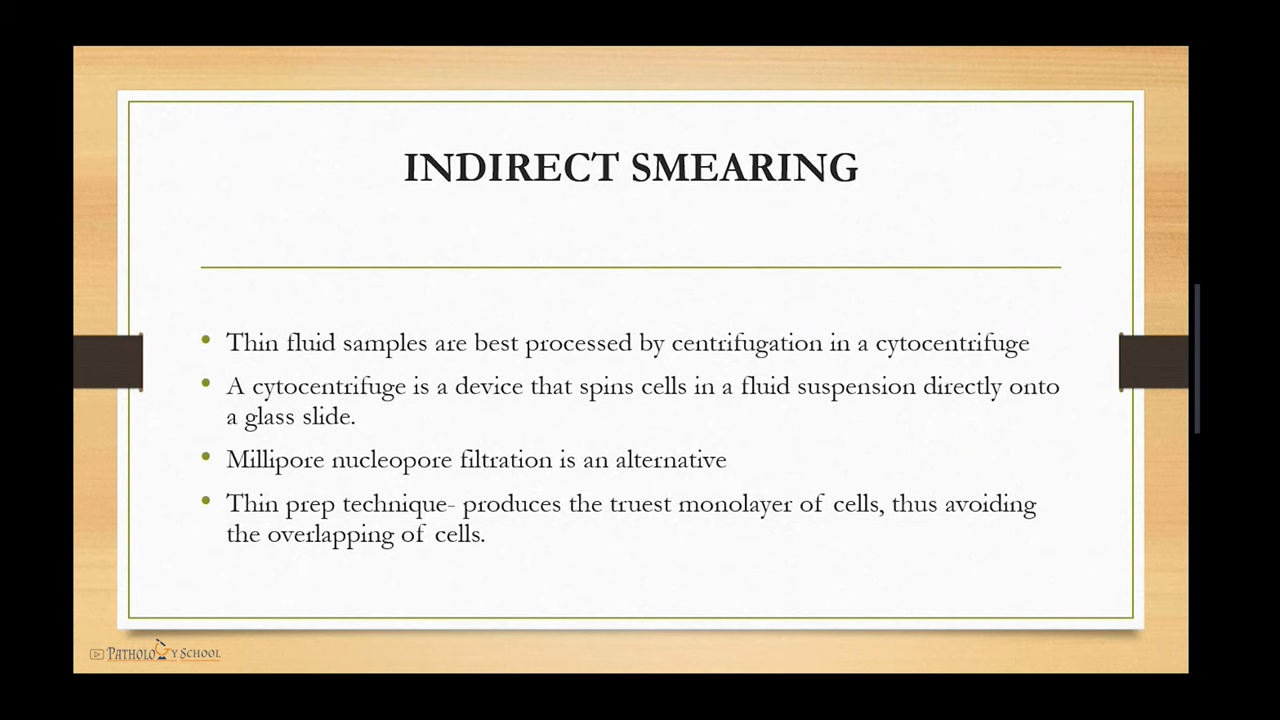 INDIRECT SMEARING
• Thin fluid samples are best processed by centrifugation in a cytocentrifuge
• A cytocentrifuge is a device that spins cells in a fluid suspension directly onto
a glass slide.
• Millipore nucleopore filtration is an alternative
• Thin prep technique- produces the truest monolayer of cells, thus avoiding
the overlapping of cells.
PATHOLOGY SCHOOL